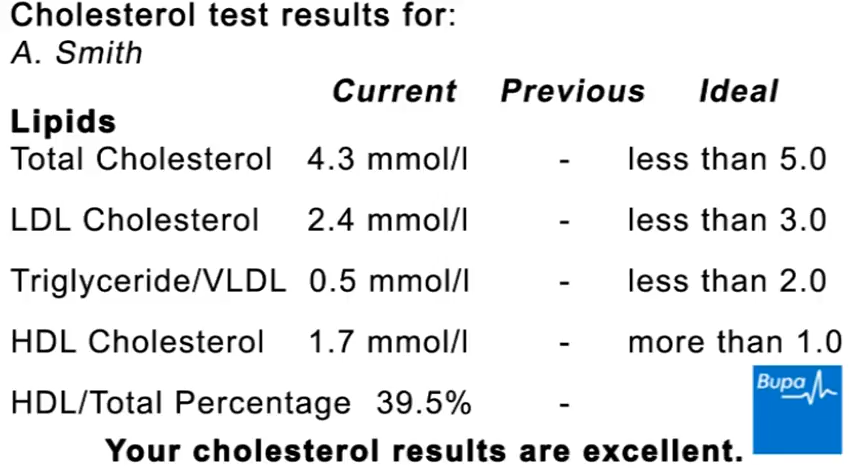 Cholesterol test results for:
A. Smith
Current Previous Ideal
Lipids
Total Cholesterol 4.3 mmol/l - less than 5.0
LDL Cholesterol 2.4 mmol/l - less than 3.0
Triglyceride/VLDL 0.5 mmol/l - less than 2.0
HDL Cholesterol 1.7 mmol/l - more than 1.0
HDL/Total Percentage 39.5% -
Bupa
Your cholesterol results are excellent.